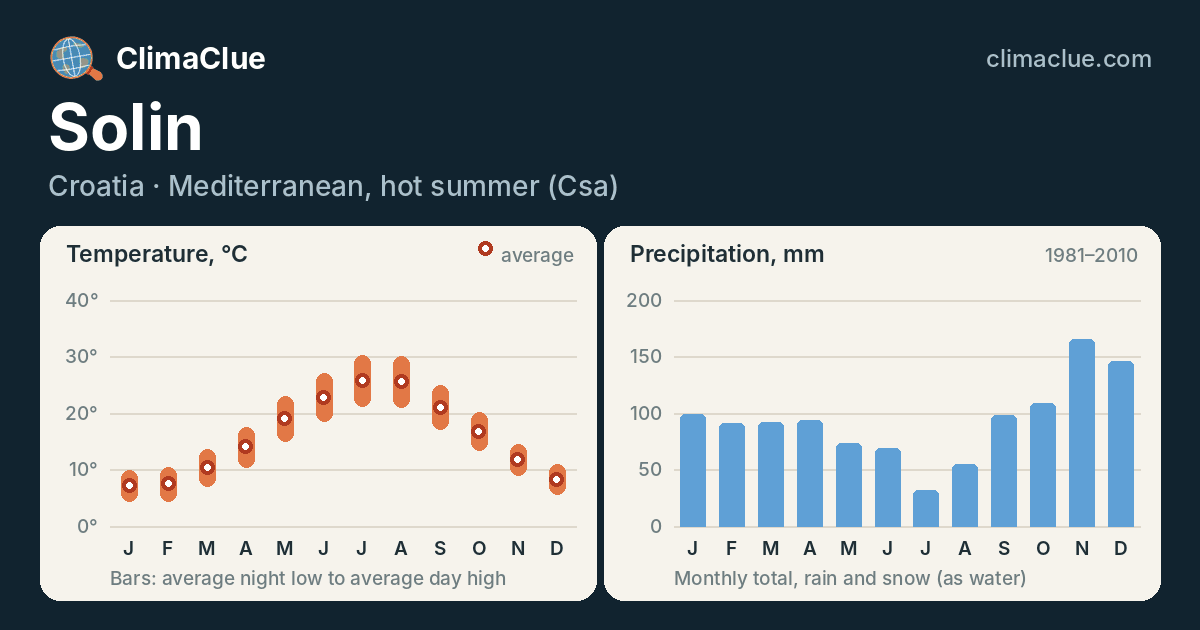 ClimaClue
climaclue.com
Solin
Croatia · Mediterranean, hot summer (Csa)
Temperature, °C
average
40°
30°
20°
10°
0°
J F M A M J J A S O N D
Bars: average night low to average day high
Precipitation, mm
1981–2010
200
150
100
50
0
J F M A M J J A S O N D
Monthly total, rain and snow (as water)